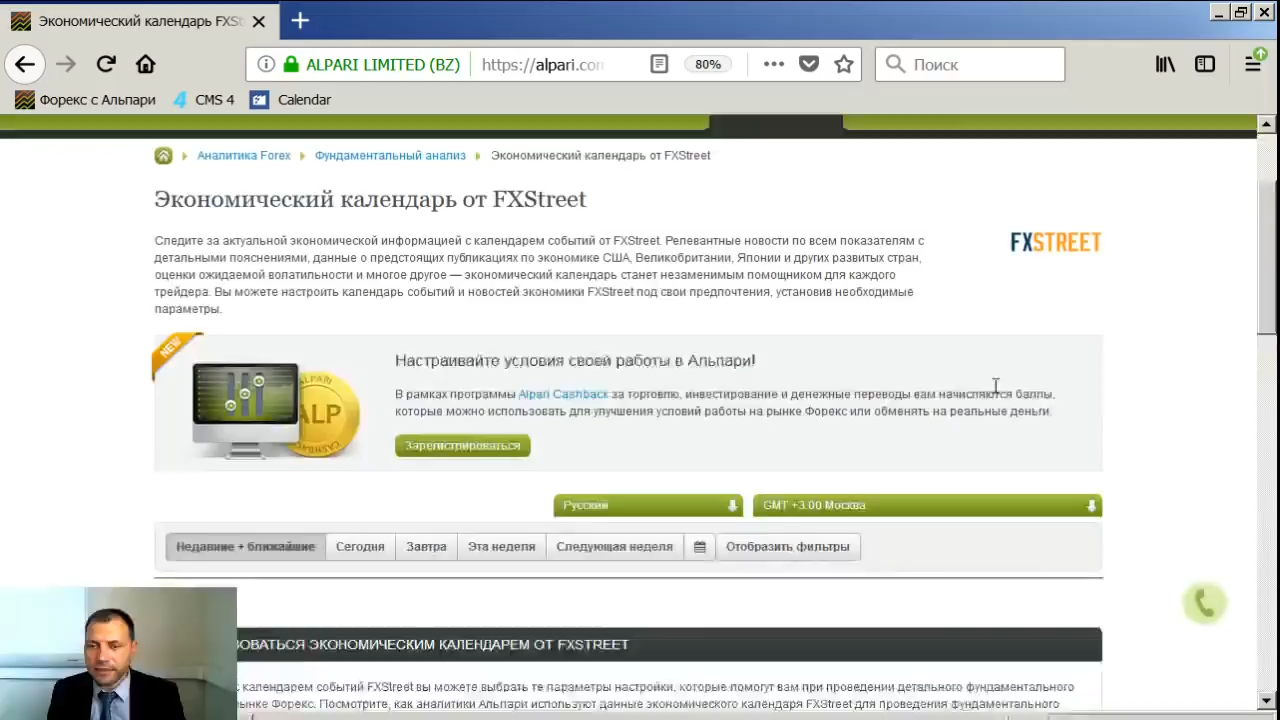 Экономический календарь FXSt
ALPARI LIMITED (BZ)
https://alpari.com
80%
Поиск
Форекс с Альпари
CMS 4
Calendar
Аналитика Forex
Фундаментальный анализ
Экономический календарь от FXStreet
Экономический календарь от FXStreet
Следите за актуальной экономической информацией с календарем событий от FXStreet. Релевантные новости по всем показателям с
детальными пояснениями, данные о предстоящих публикациях по экономике США, Великобритании, Японии и других развитых стран,
оценки ожидаемой волатильности и многое другое — экономический календарь станет незаменимым помощником для каждого
трейдера. Вы можете настроить календарь событий и новостей экономики FXStreet под свои предпочтения, установив необходимые
параметры.
FXSTREET
NEW
ALPARI
ALP
CASHBACK
Настраивайте условия своей работы в Альпари!
В рамках программы Alpari Cashback за торговлю, инвестирование и денежные переводы вам начисляются баллы,
которые можно использовать для улучшения условий работы на рынке Форекс или обменять на реальные деньги.
Зарегистрироваться
Русский
GMT +3.00 Москва
Недавние + ближайшие
Сегодня
Завтра
Эта неделя
Следующая неделя
Отобразить фильтры
ЗОВАТЬСЯ ЭКОНОМИЧЕСКИМ КАЛЕНДАРЕМ ОТ FXSTREET
с календарем событий FXStreet вы можете выбрать те параметры настройки, которые помогут вам при проведении детального фундаментального
ынке Форекс. Посмотрите, как аналитики Альпари используют данные экономического календаря FXStreet для проведения фундаментального